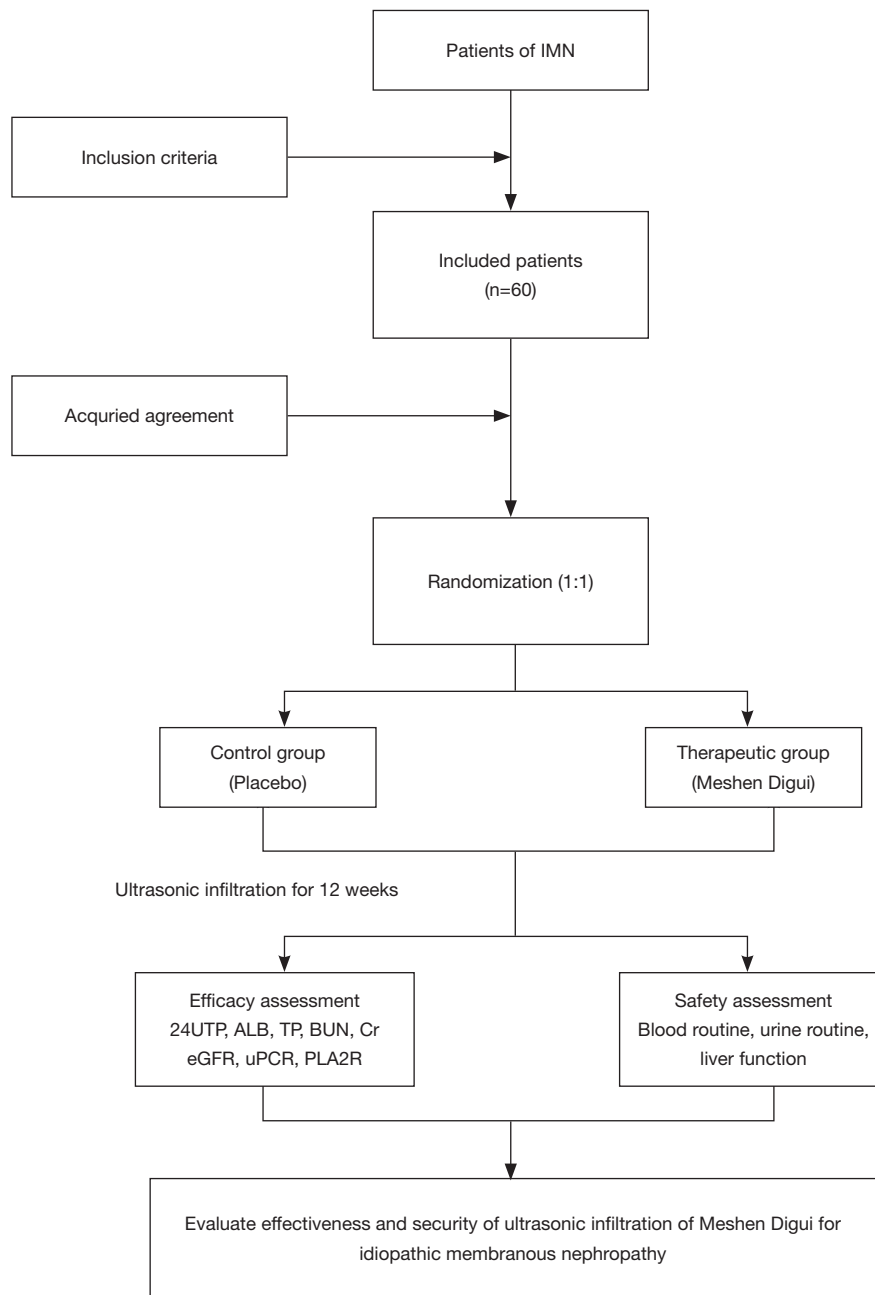 Patients of IMN
Inclusion criteria
Included patients
(n=60)
Acquried agreement
Randomization (1:1)
Control group
(Placebo)
Therapeutic group
(Meshen Digui)
Ultrasonic infiltration for 12 weeks
Efficacy assessment
24UTP, ALB, TP, BUN, Cr
eGFR, uPCR, PLA2R
Safety assessment
Blood routine, urine routine,
liver function
Evaluate effectiveness and security of ultrasonic infiltration of Meshen Digui for
idiopathic membranous nephropathy